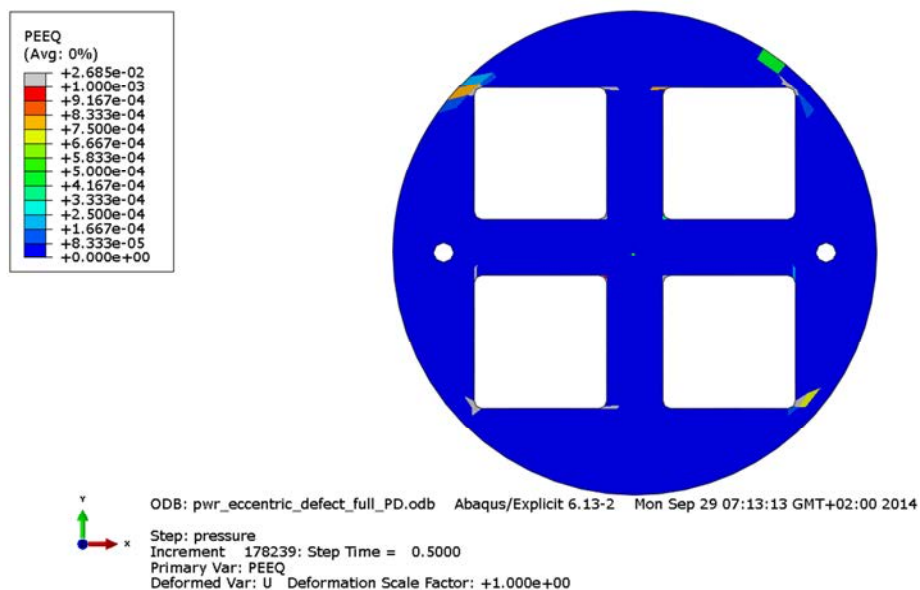 PEEQ
(Avg: 0%)
+2.685e-02
+1.000e-03
+9.167e-04
+8.333e-04
+7.500e-04
+6.667e-04
+5.833e-04
+5.000e-04
+4.167e-04
+3.333e-04
+2.500e-04
+1.667e-04
+8.333e-05
+0.000e+00
Y
X
ODB: pwr_eccentric_defect_full_PD.odb Abaqus/Explicit 6.13-2 Mon Sep 29 07:13:13 GMT+02:00 2014
Step: pressure
Increment 178239: Step Time = 0.5000
Primary Var: PEEQ
Deformed Var: U Deformation Scale Factor: +1.000e+00